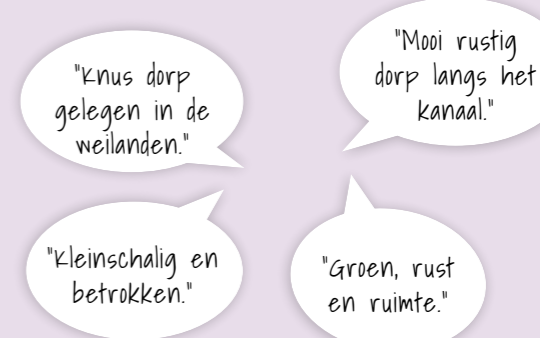 "Knus dorp
gelegen in de
weilanden."
"Mooi rustig
dorp langs het
kanaal."
"Kleinschalig en
betrokken."
"Groen, rust
en ruimte."